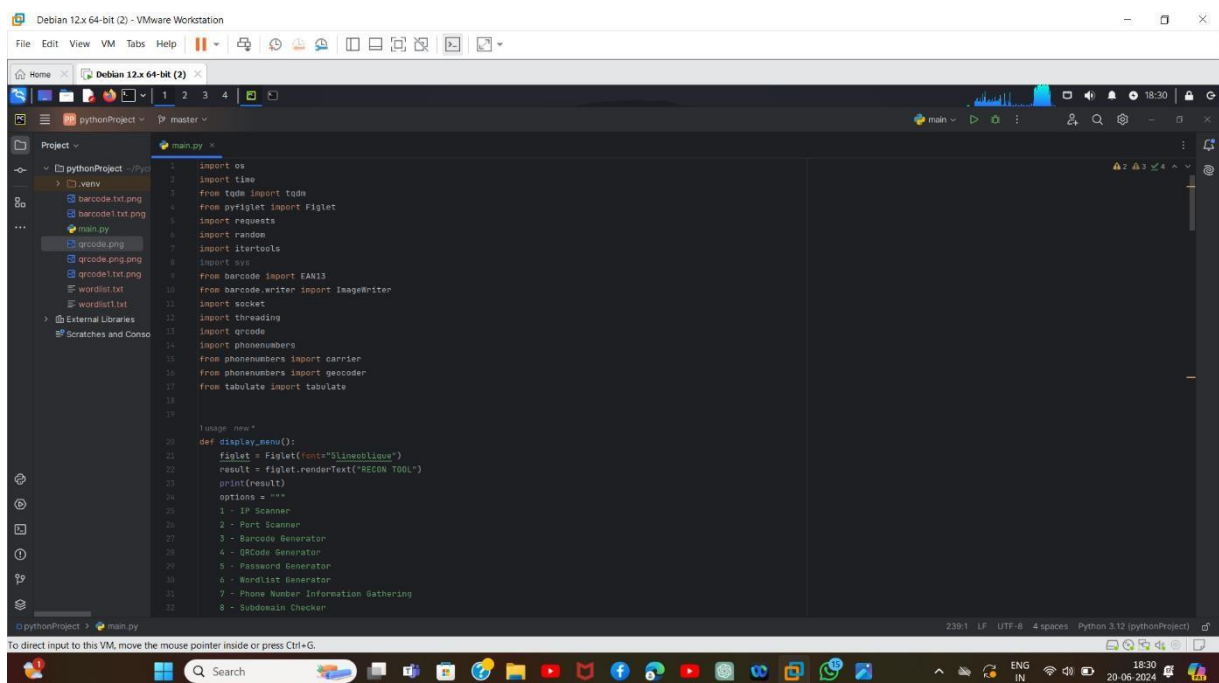 Debian 12.x 64-bit (2) - VMware Workstation
File Edit View VM Tabs Help
Home Debian 12.x 64-bit (2)
1 2 3 4 18:30
PP pythonProject master main
Project main.py
pythonProject ~/Pyc
.venv
barcode.txt.png
barcode1.txt.png
main.py
qrcode.png
qrcode.png.png
qrcode1.txt.png
wordlist.txt
wordlist1.txt
External Libraries
Scratches and Conso
2 3 4
1 import os
2 import time
3 from tqdm import tqdm
4 from pyfiglet import Figlet
5 import requests
6 import random
7 import itertools
8 import sys
9 from barcode import EAN13
10 from barcode.writer import ImageWriter
11 import socket
12 import threading
13 import qrcode
14 import phonenumbers
15 from phonenumbers import carrier
16 from phonenumbers import geocoder
17 from tabulate import tabulate
18
19
1 usage new *
20 def display_menu():
21 figlet = Figlet(font="5lineoblique")
22 result = figlet.renderText("RECON TOOL")
23 print(result)
24 options = """
25 1 - IP Scanner
26 2 - Port Scanner
27 3 - Barcode Generator
28 4 - QRCode Generator
29 5 - Password Generator
30 6 - Wordlist Generator
31 7 - Phone Number Information Gathering
32 8 - Subdomain Checker
pythonProject > main.py 239:1 LF UTF-8 4 spaces Python 3.12 (pythonProject)
To direct input to this VM, move the mouse pointer inside or press Ctrl+G.
Search
ENG
IN
18:30
20-06-2024